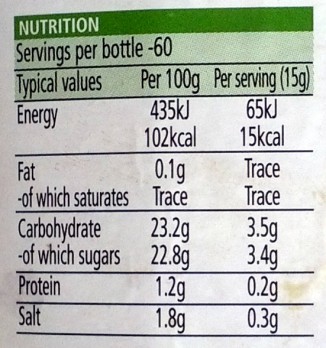 NUTRITION
Servings per bottle -60
Typical values Per 100g Per serving (15g)
Energy 435kJ 65kJ
102kcal 15kcal
Fat 0.1g Trace
-of which saturates Trace Trace
Carbohydrate 23.2g 3.5g
-of which sugars 22.8g 3.4g
Protein 1.2g 0.2g
Salt 1.8g 0.3g